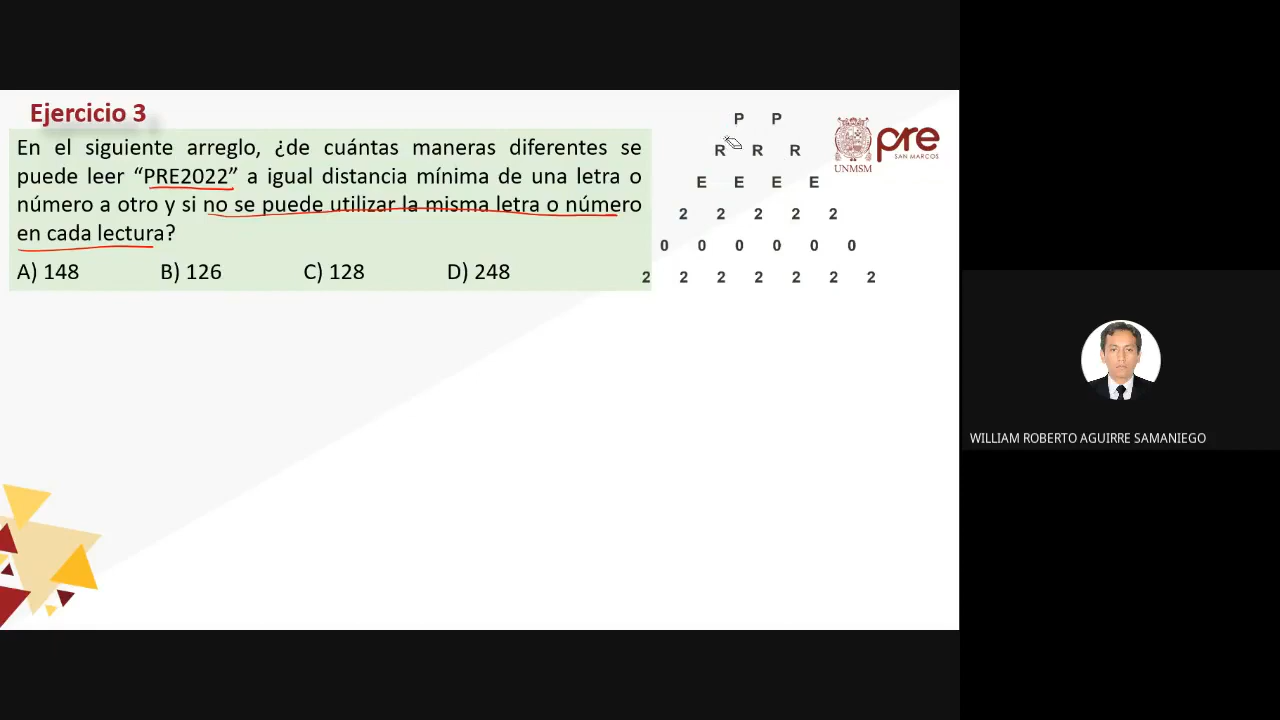 Ejercicio 3
En el siguiente arreglo, ¿de cuántas maneras diferentes se
puede leer “PRE2022” a igual distancia mínima de una letra o
número a otro y si no se puede utilizar la misma letra o número
en cada lectura?
A) 148 B) 126 C) 128 D) 248
P P
R R R
E E E E
2 2 2 2 2
0 0 0 0 0 0
2 2 2 2 2 2 2
UNMSM
pre
SAN MARCOS
WILLIAM ROBERTO AGUIRRE SAMANIEGO